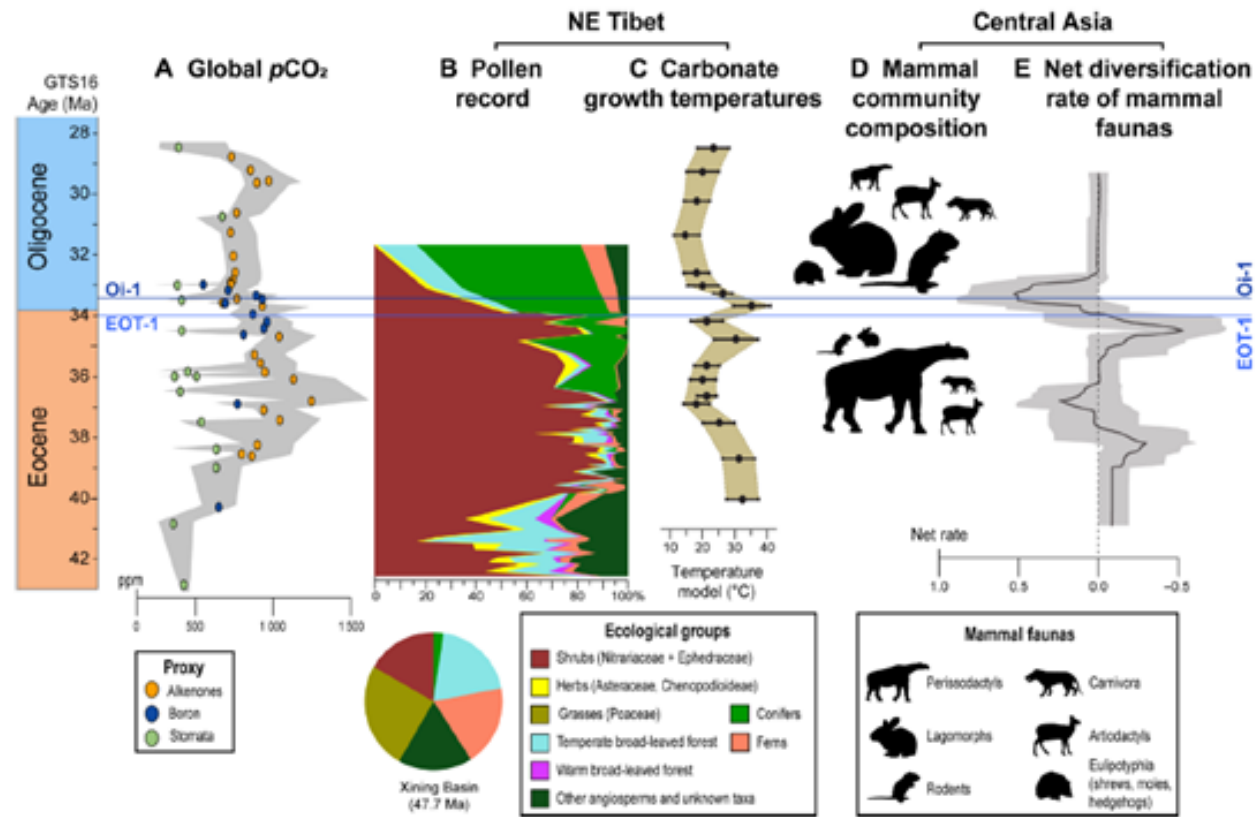 NE Tibet
Central Asia
A Global pCO₂
B Pollen
record
C Carbonate
growth temperatures
D Mammal
community
composition
E Net diversification
rate of mammal
faunas
GTS16
Age (Ma)
28
30
32
34
36
38
40
42
Oligocene
Eocene
Oi-1
EOT-1
Oi-1
EOT-1
ppm
0
500
1 000
1 500
0
20
40
60
80
100%
10
20
30
40
Temperature
model (°C)
Net rate
1.0
0.5
0.0
-0.5
Proxy
Alkenones
Boron
Stomata
Xining Basin
(47.7 Ma)
Ecological groups
Shrubs (Nitrariaceae + Ephedraceae)
Herbs (Asteraceae, Chenopodioideae)
Grasses (Poaceae)
Temperate broad-leaved forest
Warm broad-leaved forest
Other angiosperms and unknown taxa
Conifers
Ferns
Mammal faunas
Perissodactyls
Lagomorphs
Rodents
Carnivora
Artiodactyls
Eulipotyphia
(shrews, moles,
hedgehogs)